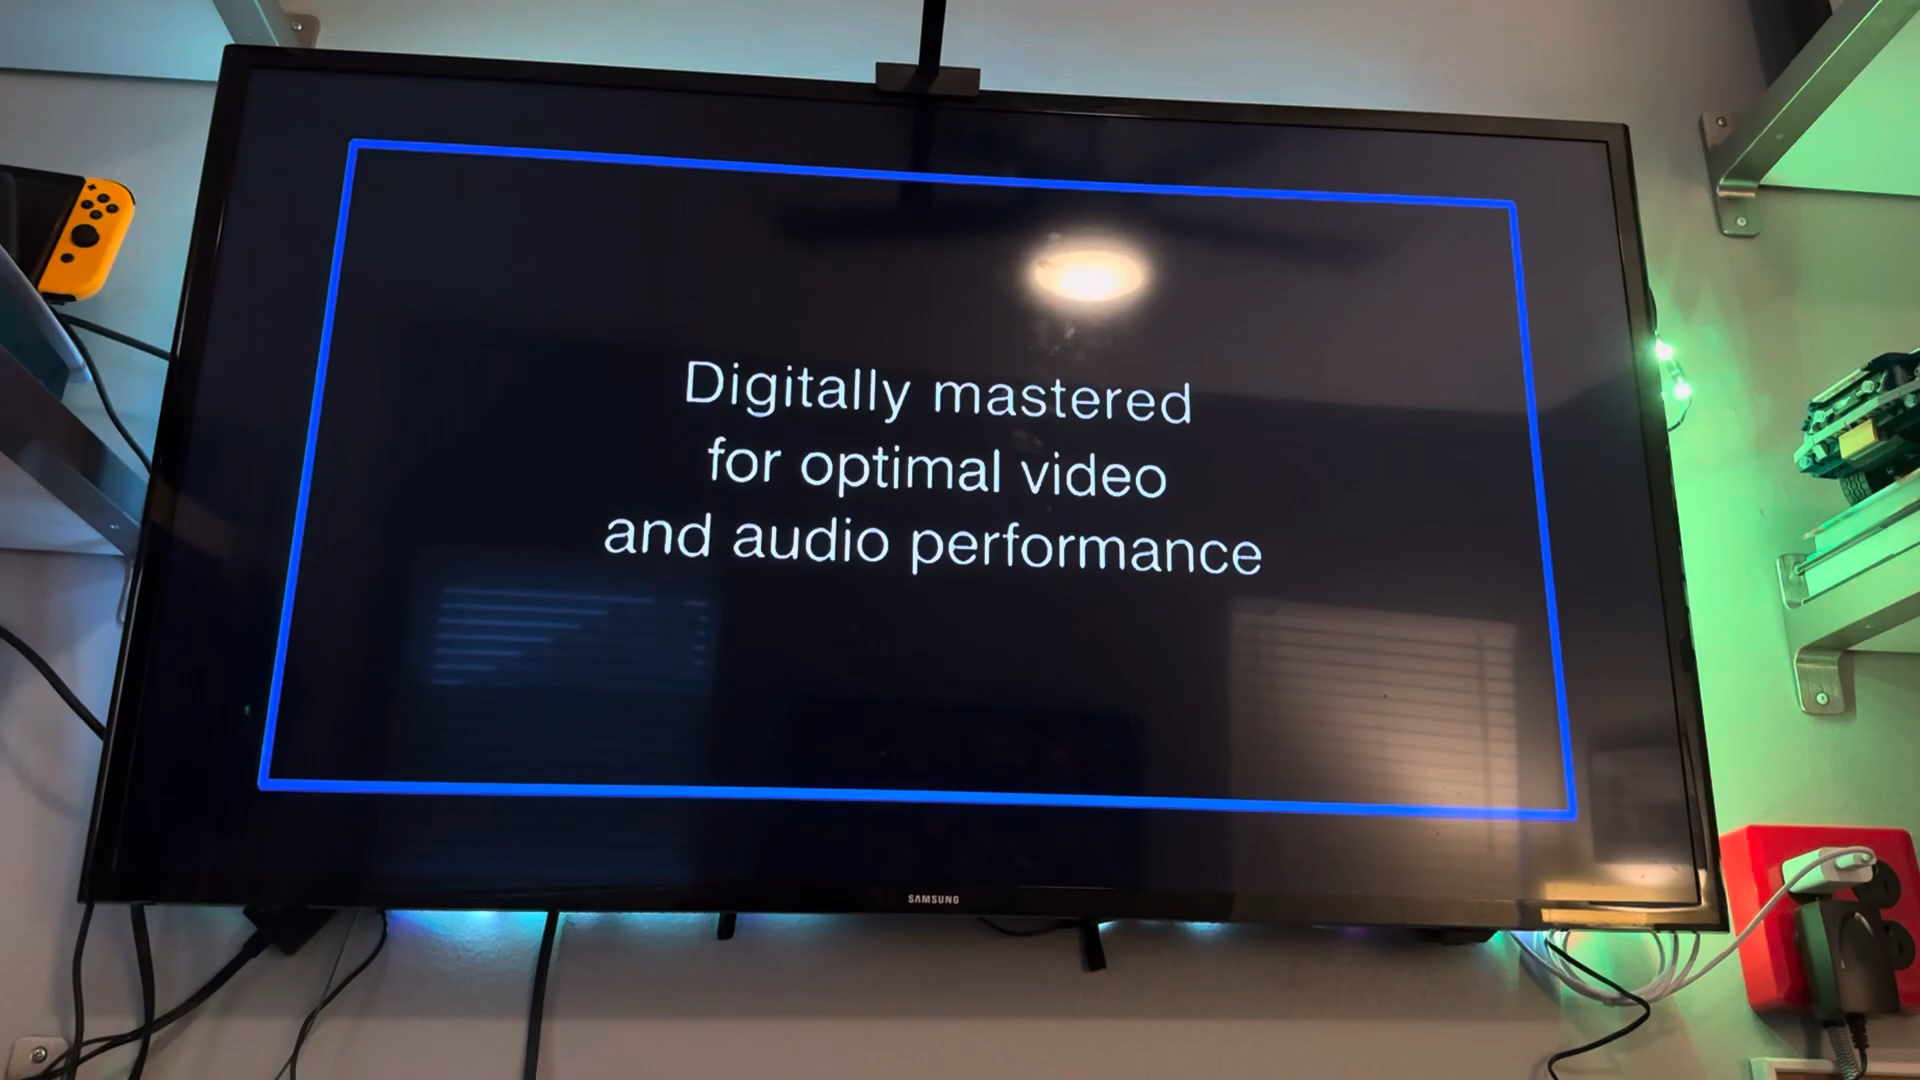 Digitally mastered
for optimal video
and audio performance
SAMSUNG